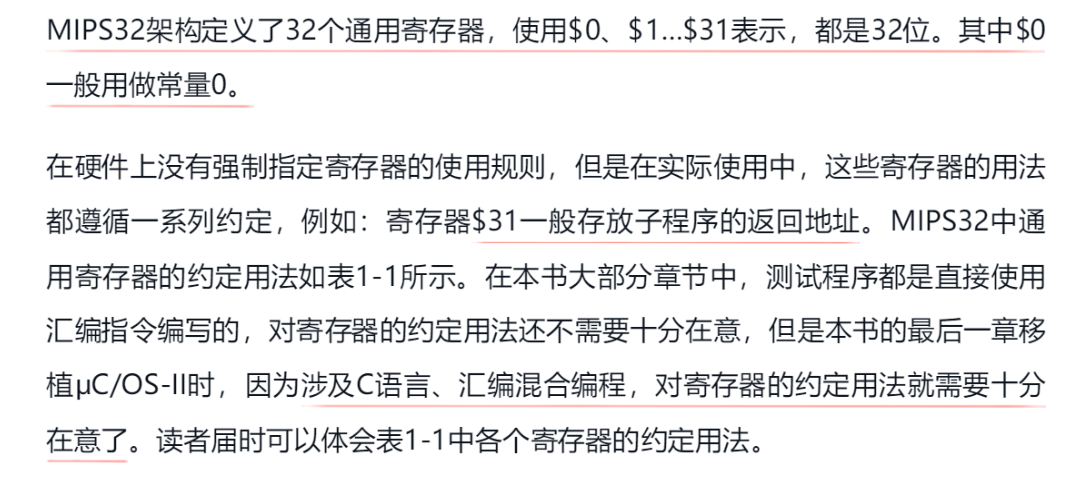 MIPS32架构定义了32个通用寄存器，使用$0、$1…$31表示，都是32位。其中$0
一般用做常量0。
在硬件上没有强制指定寄存器的使用规则，但是在实际使用中，这些寄存器的用法
都遵循一系列约定，例如：寄存器$31一般存放子程序的返回地址。MIPS32中通
用寄存器的约定用法如表1-1所示。在本书大部分章节中，测试程序都是直接使用
汇编指令编写的，对寄存器的约定用法还不需要十分在意，但是本书的最后一章移
植μC/OS-II时，因为涉及C语言、汇编混合编程，对寄存器的约定用法就需要十分
在意了。读者届时可以体会表1-1中各个寄存器的约定用法。